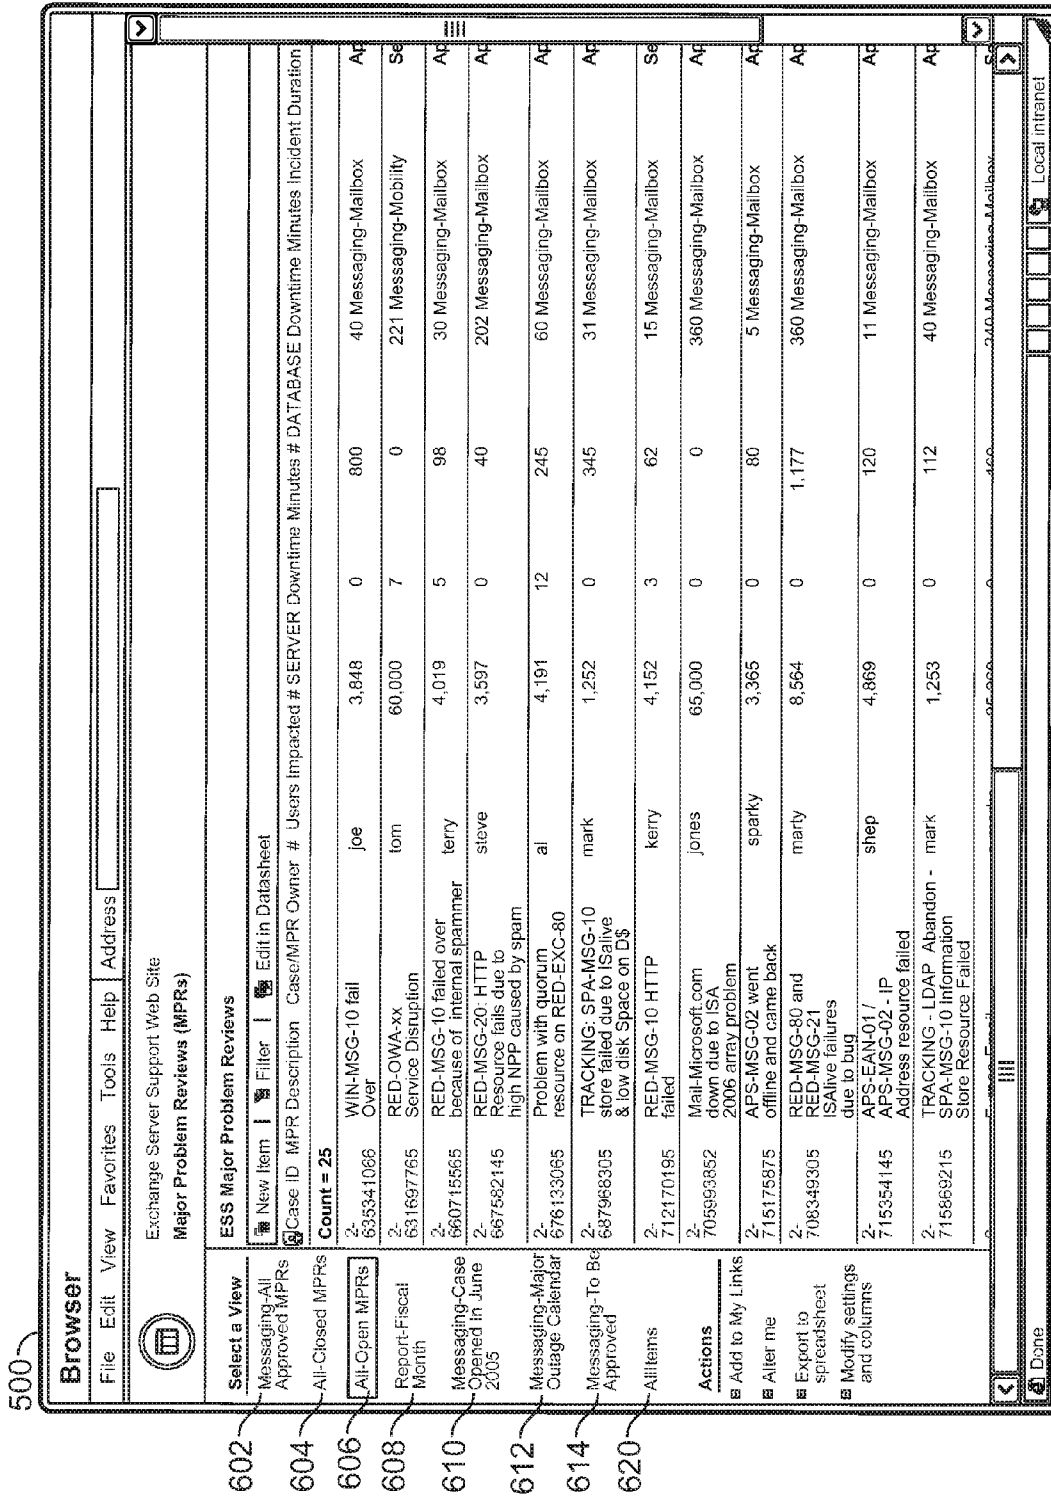 500
Browser
File Edit View Favorites Tools Help Address
Exchange Server Support Web Site
Major Problem Reviews (MPRs)
Select a View
602
Messaging-All
Approved MPRs
604
All-Closed MPRs
606
All-Open MPRs
608
Report-Fiscal
Month
610
Messaging-Case
Opened in June
2005
612
Messaging-Major
Outage Calendar
614
Messaging-To Be
Approved
620
AllItems
Actions
Add to My Links
Alter me
Export to
spreadsheet
Modify settings
and columns
ESS Major Problem Reviews
New Item | Filter | Edit in Datasheet
Case ID MPR Description Case/MPR Owner # Users Impacted # SERVER Downtime Minutes # DATABASE Downtime Minutes Incident Duration
Count = 25
2- WIN-MSG-10 fail joe 3,848 0 800 40 Messaging-Mailbox Ap
635341066 Over
2- RED-OWA-xx tom 60,000 7 0 221 Messaging-Mobility Se
631697765 Service Disruption
2- RED-MSG-10 failed over terry 4,019 5 98 30 Messaging-Mailbox Ap
660715565 because of internal spammer
2- RED-MSG-20: HTTP steve 3,597 0 40 202 Messaging-Mailbox Ap
667582145 Resource fails due to
high NPP caused by spam
2- Problem with quorum al 4,191 12 245 60 Messaging-Mailbox Ap
676133065 resource on RED-EXC-80
2- TRACKING: SPA-MSG-10 mark 1,252 0 345 31 Messaging-Mailbox Ap
687968305 store failed due to ISalive
& low disk Space on D$
2- RED-MSG-10 HTTP kerry 4,152 3 62 15 Messaging-Mailbox Se
712170195 failed
2- Mail-Microsoft.com jones 65,000 0 0 360 Messaging-Mailbox Ap
705993852 down due to ISA
2006 array problem
2- APS-MSG-02 went sparky 3,365 0 80 5 Messaging-Mailbox Ap
715175875 offline and came back
2- RED-MSG-80 and marty 8,564 0 1,177 360 Messaging-Mailbox Ap
708349305 RED-MSG-21
ISAlive failures
due to bug
2- APS-EAN-01 / shep 4,869 0 120 11 Messaging-Mailbox Ap
715354145 APS-MSG-02 - IP
Address resource failed
2- TRACKING - LDAP Abandon - mark 1,253 0 112 40 Messaging-Mailbox Ap
715869215 SPA-MSG-10 Information
Store Resource Failed
240 Messaging-Mailbox
Done
Local intranet